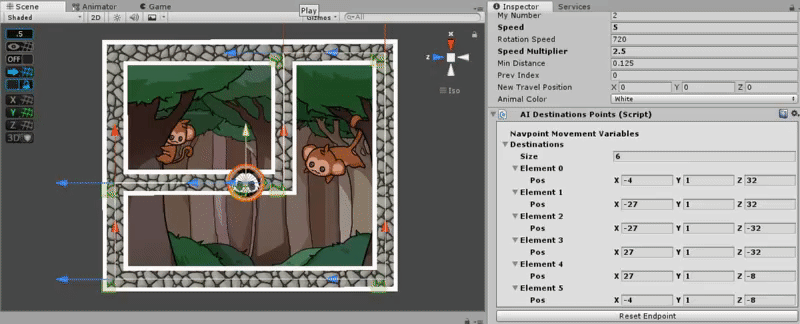 Scene Animator Game
Shaded 2D Play Gizmos All
.5
OFF
X
Y
Z
3D
x
z
Iso
Inspector Services
My Number 2
Speed 5
Rotation Speed 720
Speed Multiplier 2.5
Min Distance 0.125
Prev Index 0
New Travel Position X 0 Y 0 Z 0
Animal Color White
AI Destinations Points (Script)
Navpoint Movement Variables
Destinations
Size 6
Element 0
Pos X -4 Y 1 Z 32
Element 1
Pos X -27 Y 1 Z 32
Element 2
Pos X -27 Y 1 Z -32
Element 3
Pos X 27 Y 1 Z -32
Element 4
Pos X 27 Y 1 Z -8
Element 5
Pos X -4 Y 1 Z -8
Reset Endpoint